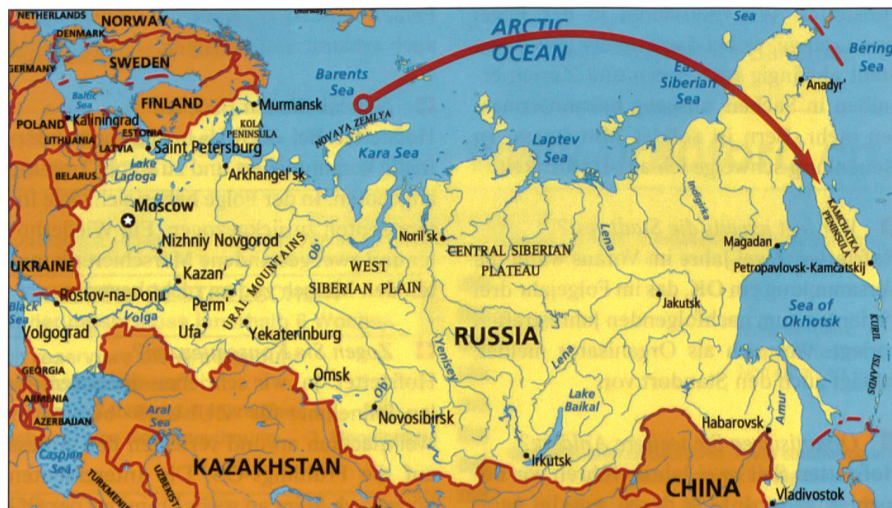 NETHERLANDS
NORWAY
DENMARK
SWEDEN
GERMANY
FINLAND
Baltic
Sea
POLAND
Kaliningrad
LITHUANIA
ESTONIA
LATVIA
BELARUS
UKRAINE
ARCTIC
OCEAN
Sea
Béring
Sea
East
Siberian
Sea
Anadyr'
Barents
Sea
Murmansk
KOLA
PENINSULA
NOVAYA ZEMLYA
Kara Sea
Laptev
Sea
Saint Petersburg
Lake
Ladoga
Arkhangel'sk
Moscow
Nizhniy Novgorod
Kazan'
Perm'
Ufa
URAL MOUNTAINS
Yekaterinburg
Ob'
WEST
SIBERIAN PLAIN
Noril'sk
CENTRAL SIBERIAN
PLATEAU
Lena
Indigirka
Magadan
KAMCHATKA
PENINSULA
Petropavlovsk-Kamčatskij
Jakutsk
Sea of
Okhotsk
KURIL ISLANDS
RUSSIA
Rostov-na-Donu
Black
Sea
Volgograd
Volga
GEORGIA
ARMENIA
AZERBAIJAN
Caspian
Sea
Aral
Sea
Omsk
Ob'
Novosibirsk
Yenisey
Lena
Lake
Baikal
Irkutsk
Amur
Habarovsk
KAZAKHSTAN
CHINA
Vladivostok